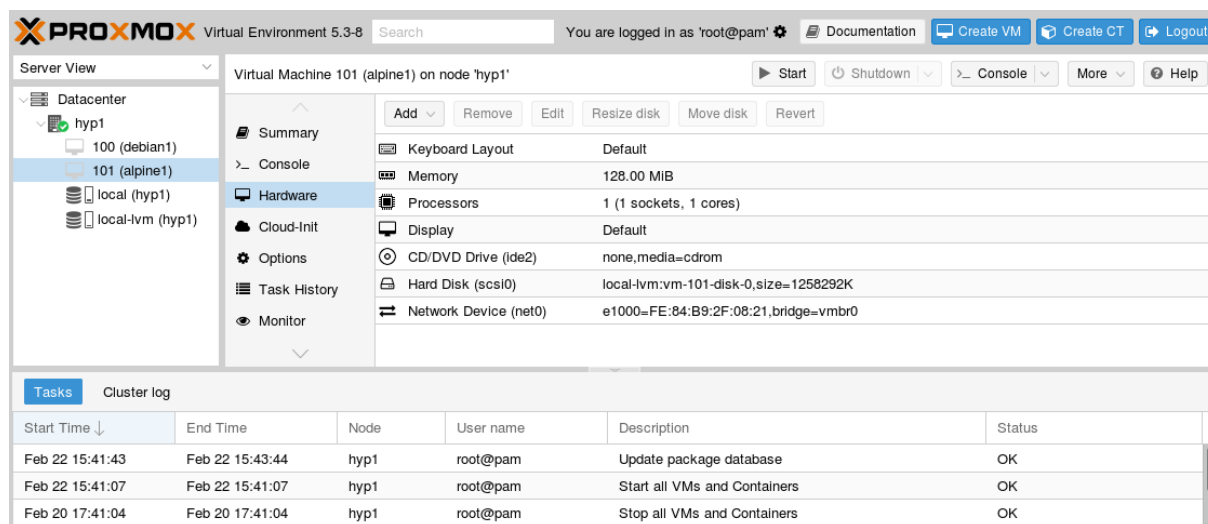 PROXMOX Virtual Environment 5.3-8 Search You are logged in as 'root@pam' Documentation Create VM Create CT Logout
Server View
Datacenter
hyp1
100 (debian1)
101 (alpine1)
local (hyp1)
local-lvm (hyp1)
Virtual Machine 101 (alpine1) on node 'hyp1' Start Shutdown >_ Console More Help
Summary
>_ Console
Hardware
Cloud-Init
Options
Task History
Monitor
Add Remove Edit Resize disk Move disk Revert
Keyboard Layout Default
Memory 128.00 MiB
Processors 1 (1 sockets, 1 cores)
Display Default
CD/DVD Drive (ide2) none,media=cdrom
Hard Disk (scsi0) local-lvm:vm-101-disk-0,size=1258292K
Network Device (net0) e1000=FE:84:B9:2F:08:21,bridge=vmbr0
Tasks Cluster log
Start Time End Time Node User name Description Status
Feb 22 15:41:43 Feb 22 15:43:44 hyp1 root@pam Update package database OK
Feb 22 15:41:07 Feb 22 15:41:07 hyp1 root@pam Start all VMs and Containers OK
Feb 20 17:41:04 Feb 20 17:41:04 hyp1 root@pam Stop all VMs and Containers OK